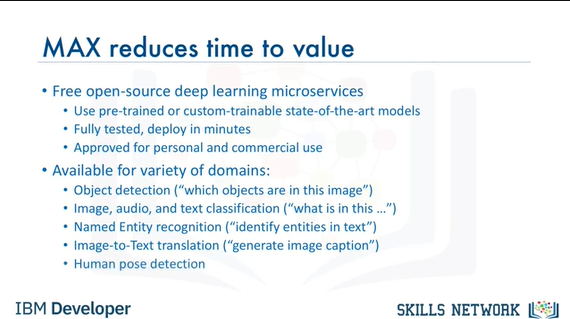 MAX reduces time to value
• Free open-source deep learning microservices
• Use pre-trained or custom-trainable state-of-the-art models
• Fully tested, deploy in minutes
• Approved for personal and commercial use
• Available for variety of domains:
• Object detection (“which objects are in this image”)
• Image, audio, and text classification (“what is in this …”)
• Named Entity recognition (“identify entities in text”)
• Image-to-Text translation (“generate image caption”)
• Human pose detection
IBM Developer
SKILLS NETWORK